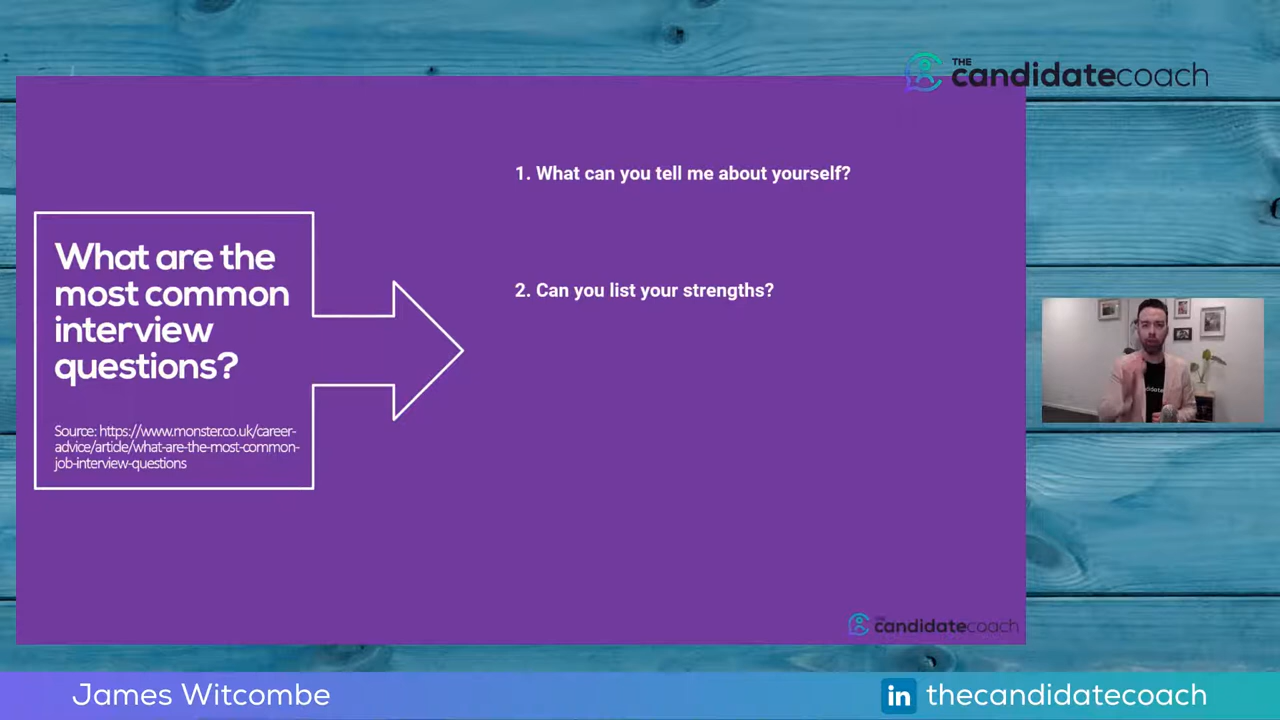 THE
candidatecoach
1. What can you tell me about yourself?
2. Can you list your strengths?
What are the
most common
interview
questions?
Source: https://www.monster.co.uk/career-
advice/article/what-are-the-most-common-
job-interview-questions
candidatecoach
James Witcombe
in thecandidatecoach